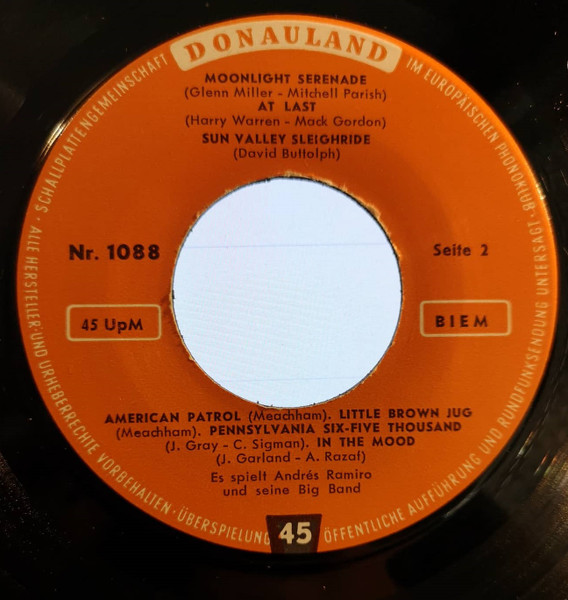 DONAULAND
MOONLIGHT SERENADE
(Glenn Miller - Mitchell Parish)
AT LAST
(Harry Warren - Mack Gordon)
SUN VALLEY SLEIGHRIDE
(David Buttolph)
Nr. 1088
Seite 2
45 UpM
BIEM
AMERICAN PATROL (Meacham). LITTLE BROWN JUG
(Meachham). PENNSYLVANIA SIX-FIVE THOUSAND
(J. Gray - C. Sigman). IN THE MOOD
(J. Garland - A. Razaf)
Es spielt Andrés Ramiro
und seine Big Band
45
SCHALLPLATTENGEMEINSCHAFT
IM EUROPÄISCHEN PHONOKLUB ·
ALLE HERSTELLER- UND URHEBERRECHTE VORBEHALTEN · ÜBERSPIELUNG
ÖFFENTLICHE AUFFÜHRUNG UND RUNDFUNKSENDUNG UNTERSAGT ·